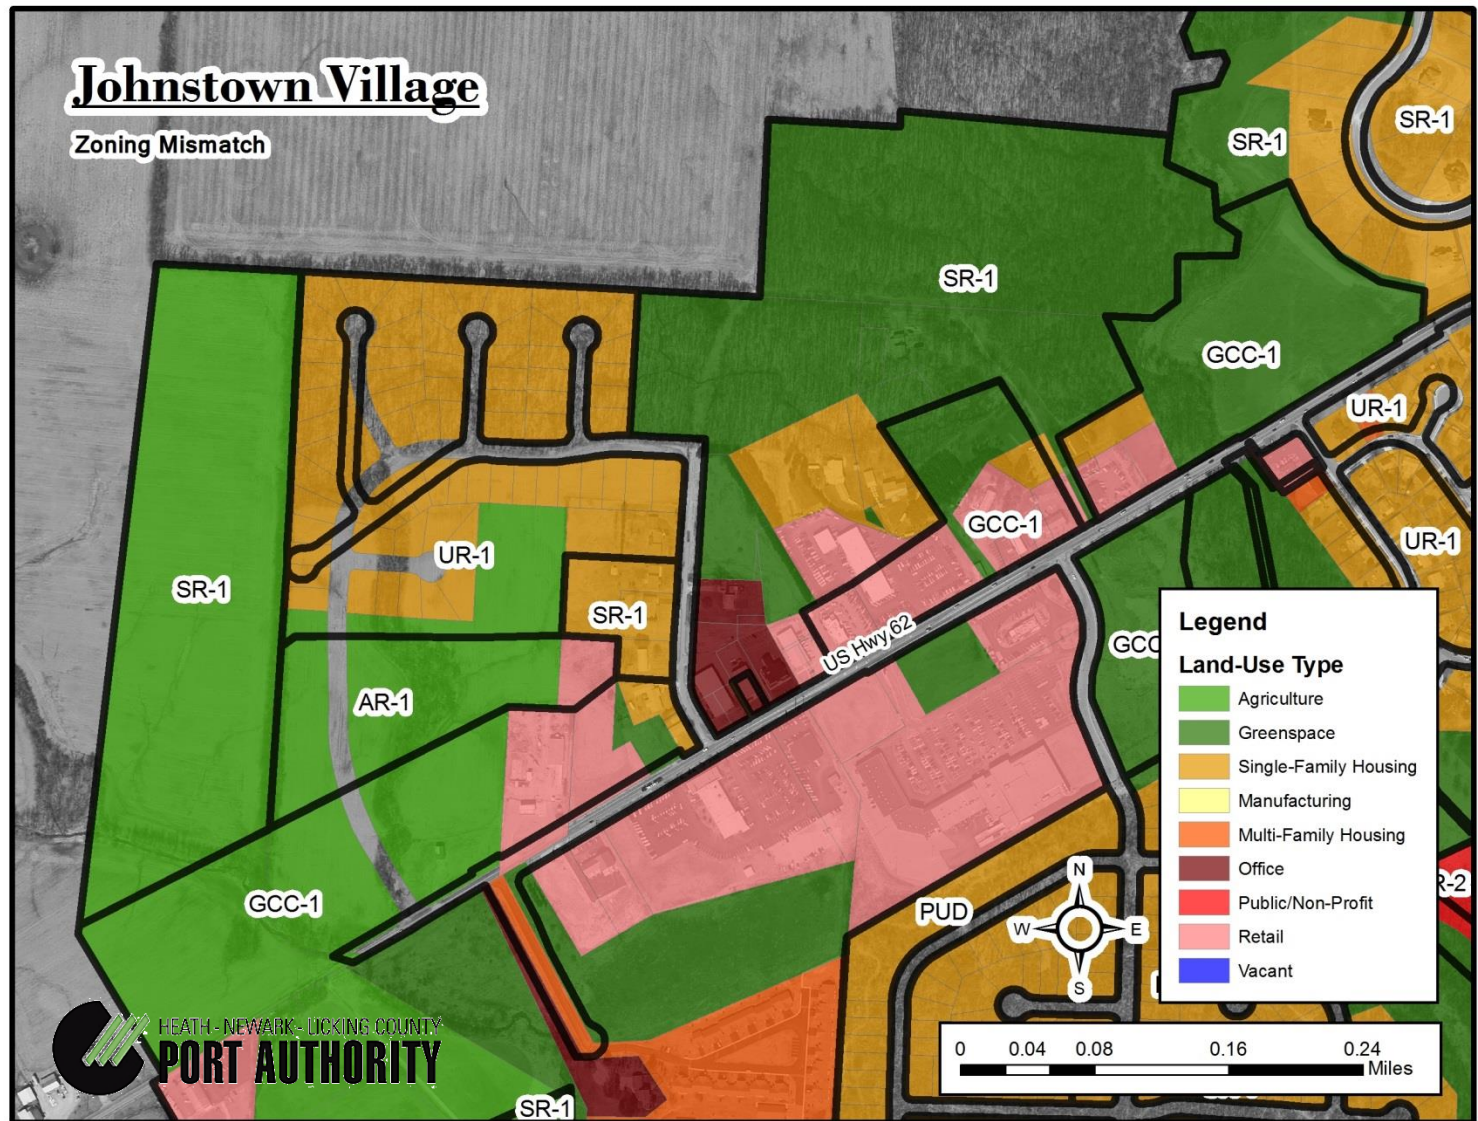 Johnstown Village
Zoning Mismatch
SR-1
SR-1
SR-1
GCC-1
UR-1
GCC-1
UR-1
UR-1
SR-1
SR-1
US Hwy 62
GCC
AR-1
GCC-1
PUD
R-2
SR-1
Legend
Land-Use Type
Agriculture
Greenspace
Single-Family Housing
Manufacturing
Multi-Family Housing
Office
Public/Non-Profit
Retail
Vacant
N
W
E
S
0 0.04 0.08 0.16 0.24
Miles
HEATH - NEWARK - LICKING COUNTY
PORT AUTHORITY